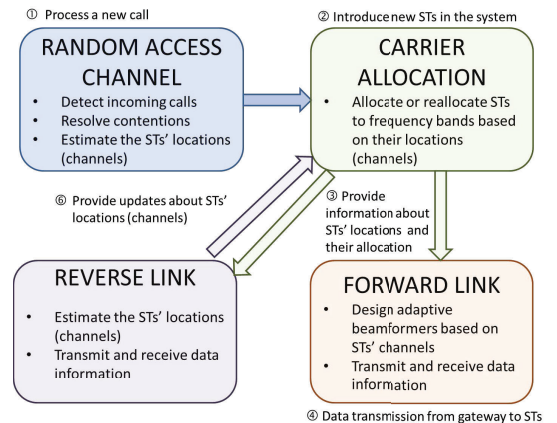 ① Process a new call
② Introduce new STs in the system
RANDOM ACCESS
CHANNEL
• Detect incoming calls
• Resolve contentions
• Estimate the STs' locations
(channels)
CARRIER
ALLOCATION
• Allocate or reallocate STs
to frequency bands based
on their locations
(channels)
⑥ Provide updates about STs'
locations (channels)
③ Provide
information about
STs' locations and
their allocation
REVERSE LINK
• Estimate the STs' locations
(channels)
• Transmit and receive data
information
FORWARD LINK
• Design adaptive
beamformers based on
STs' channels
• Transmit and receive data
information
④ Data transmission from gateway to STs